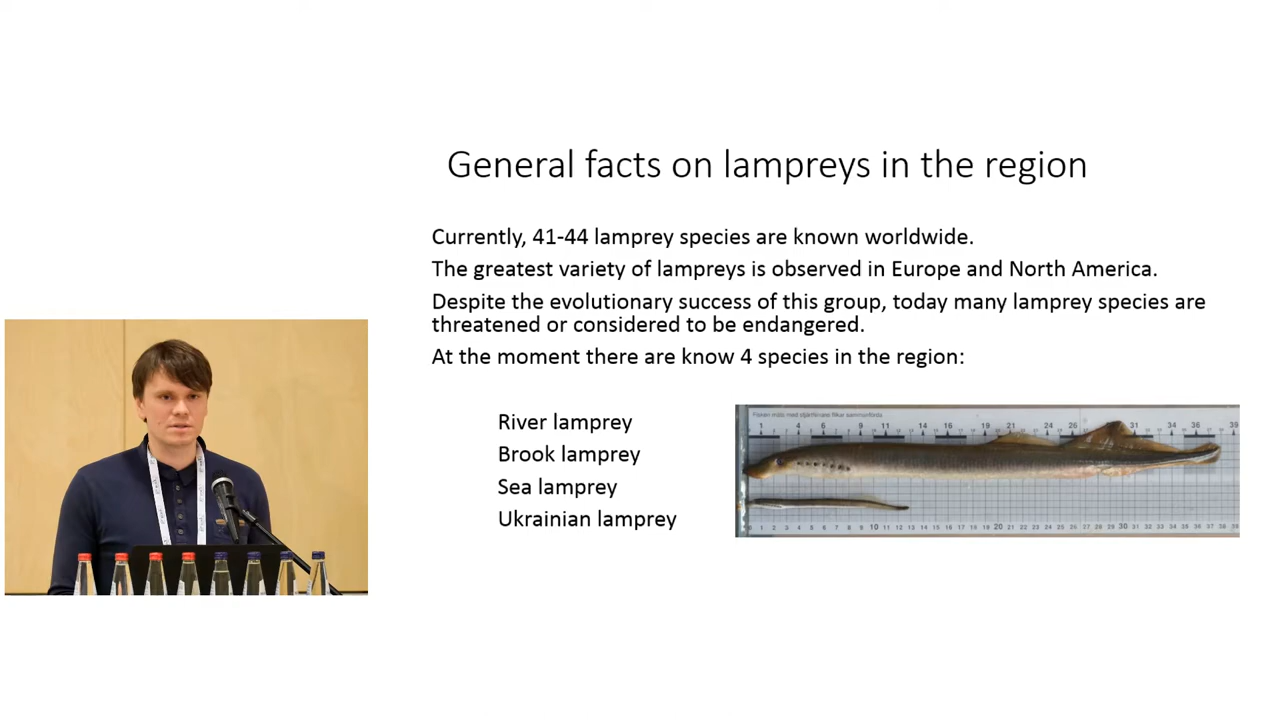 General facts on lampreys in the region
Currently, 41-44 lamprey species are known worldwide.
The greatest variety of lampreys is observed in Europe and North America.
Despite the evolutionary success of this group, today many lamprey species are
threatened or considered to be endangered.
At the moment there are know 4 species in the region:
River lamprey
Brook lamprey
Sea lamprey
Ukrainian lamprey